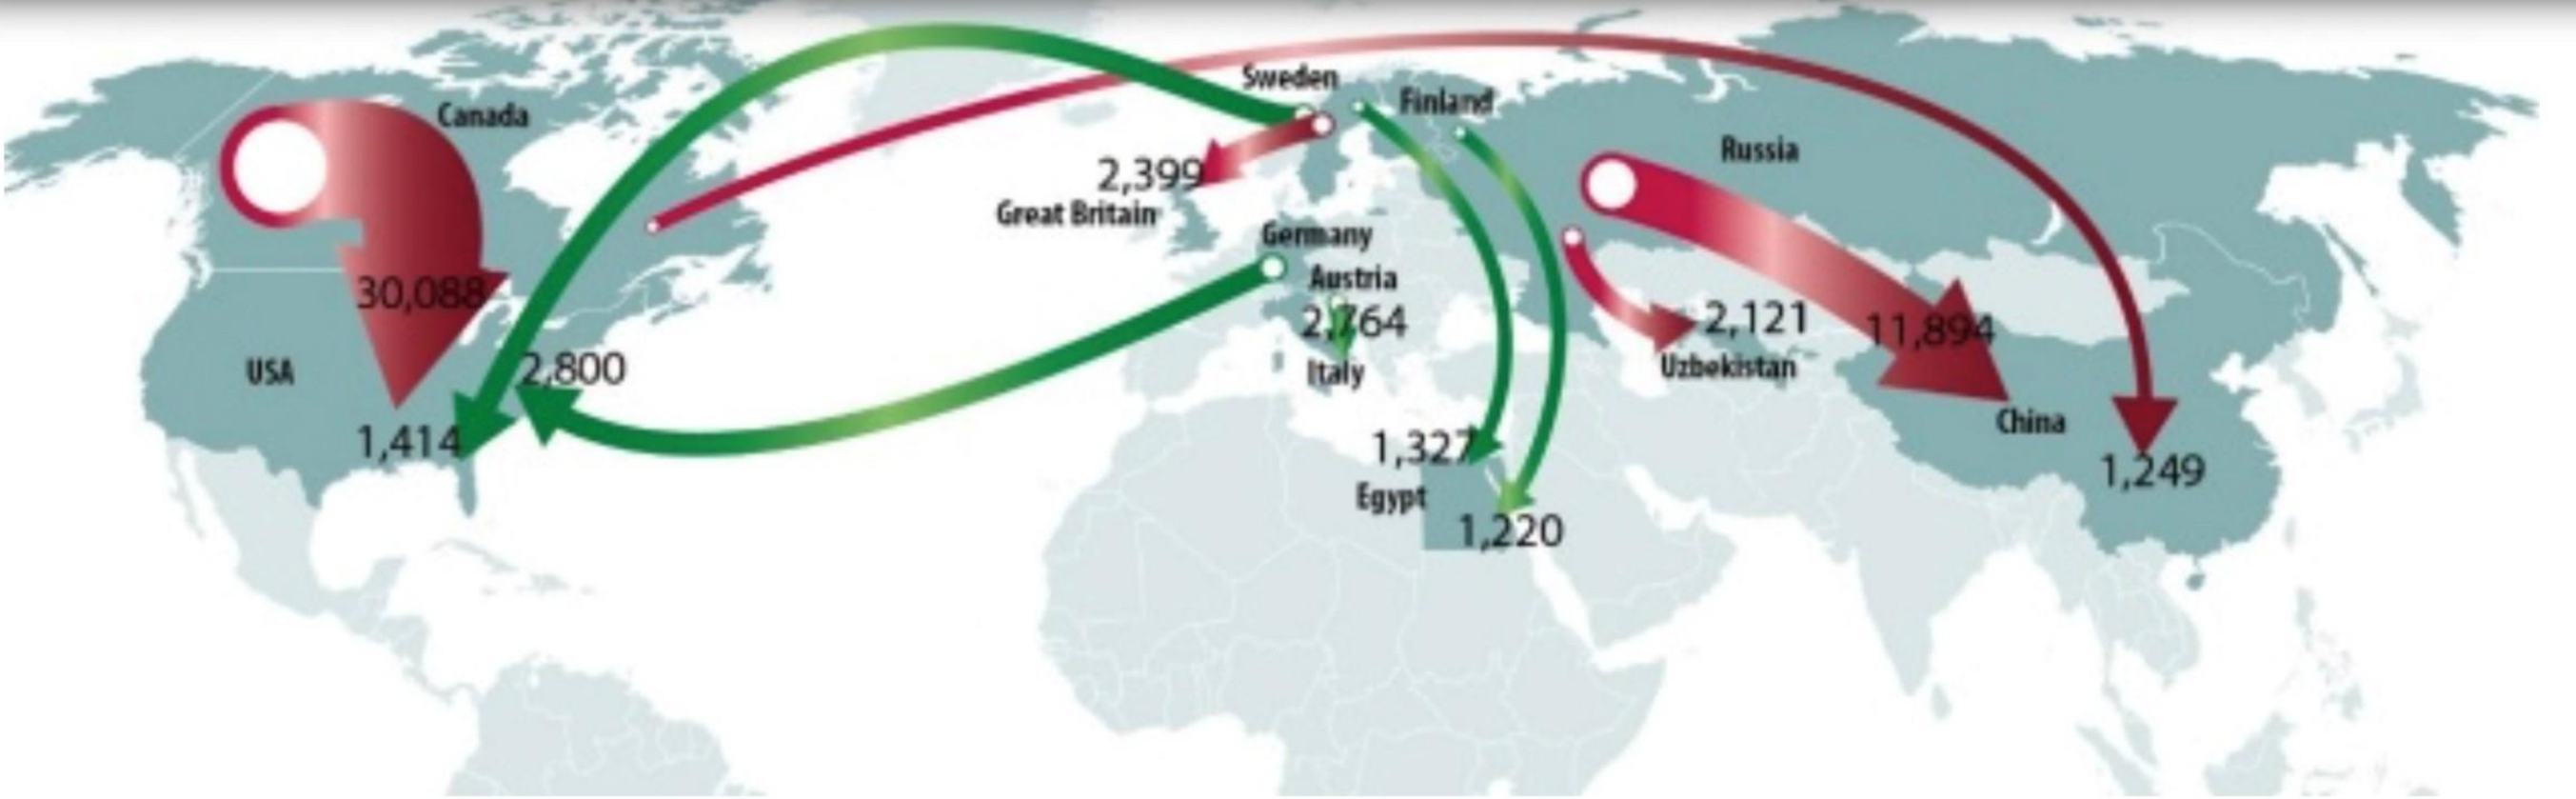 Sweden
Canada
Finland
Russia
2,399
Great Britain
Germany
Austria
30,088
2,764
2,121
11,894
USA
2,800
Italy
Uzbekistan
China
1,414
1,327
1,249
Egypt
1,220